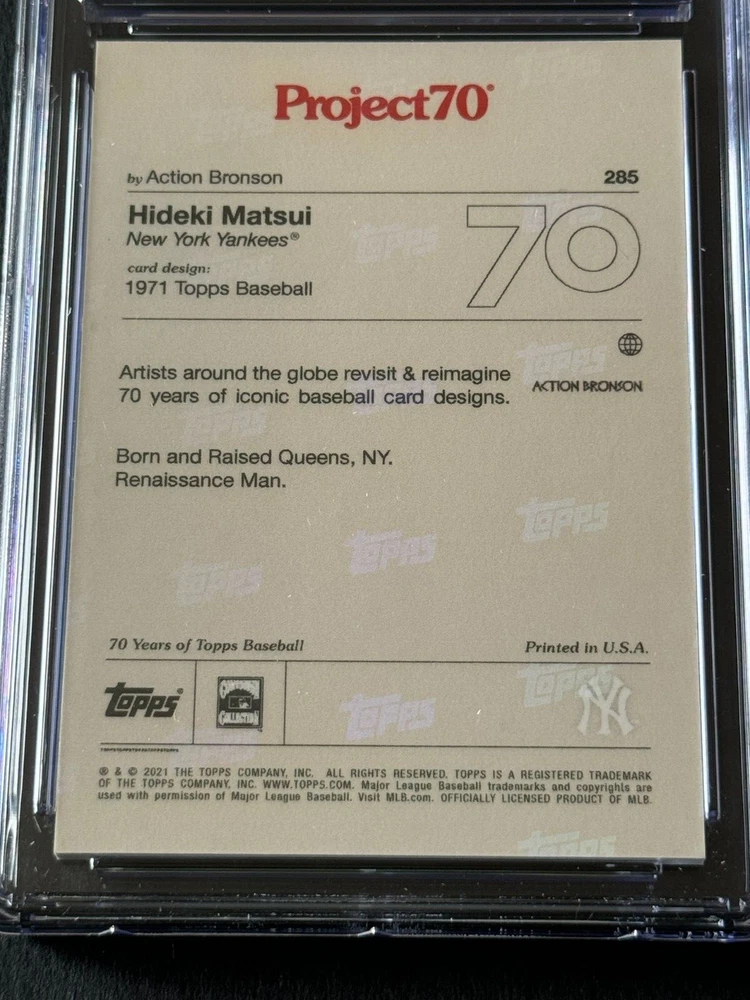 Project70®
by Action Bronson 285
Hideki Matsui
New York Yankees®
card design:
1971 Topps Baseball
70
Artists around the globe revisit & reimagine
70 years of iconic baseball card designs.
ACTION BRONSON
Born and Raised Queens, NY.
Renaissance Man.
70 Years of Topps Baseball Printed in U.S.A.
Topps®
COLLECTION
NY
® & © 2021 THE TOPPS COMPANY, INC. ALL RIGHTS RESERVED. TOPPS IS A REGISTERED TRADEMARK
OF THE TOPPS COMPANY, INC. WWW.TOPPS.COM. Major League Baseball trademarks and copyrights are
used with permission of Major League Baseball. Visit MLB.com. OFFICIALLY LICENSED PRODUCT OF MLB.